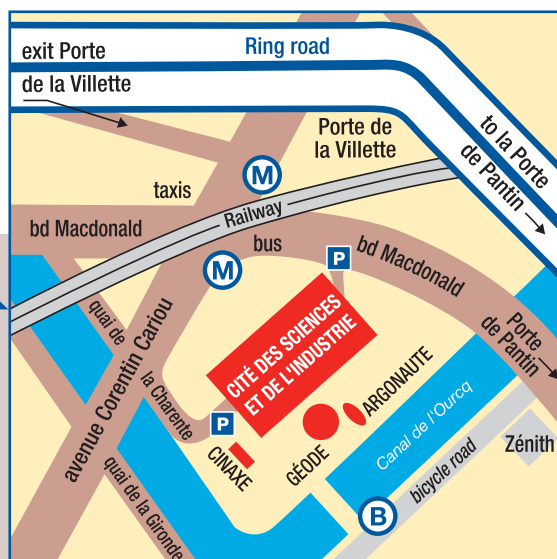 exit Porte
de la Villette
Ring road
to la Porte
de Pantin
Porte de
la Villette
M
taxis
Railway
bd Macdonald
bus
M
P
bd Macdonald
quai de
la Charente
avenue Corentin Cariou
CITÉ DES SCIENCES
ET DE L'INDUSTRIE
Porte
de Pantin
ARGONAUTE
P
CINAXE
GÉODE
Canal de l'Ourcq
Zénith
bicycle road
quai de la Gironde
B